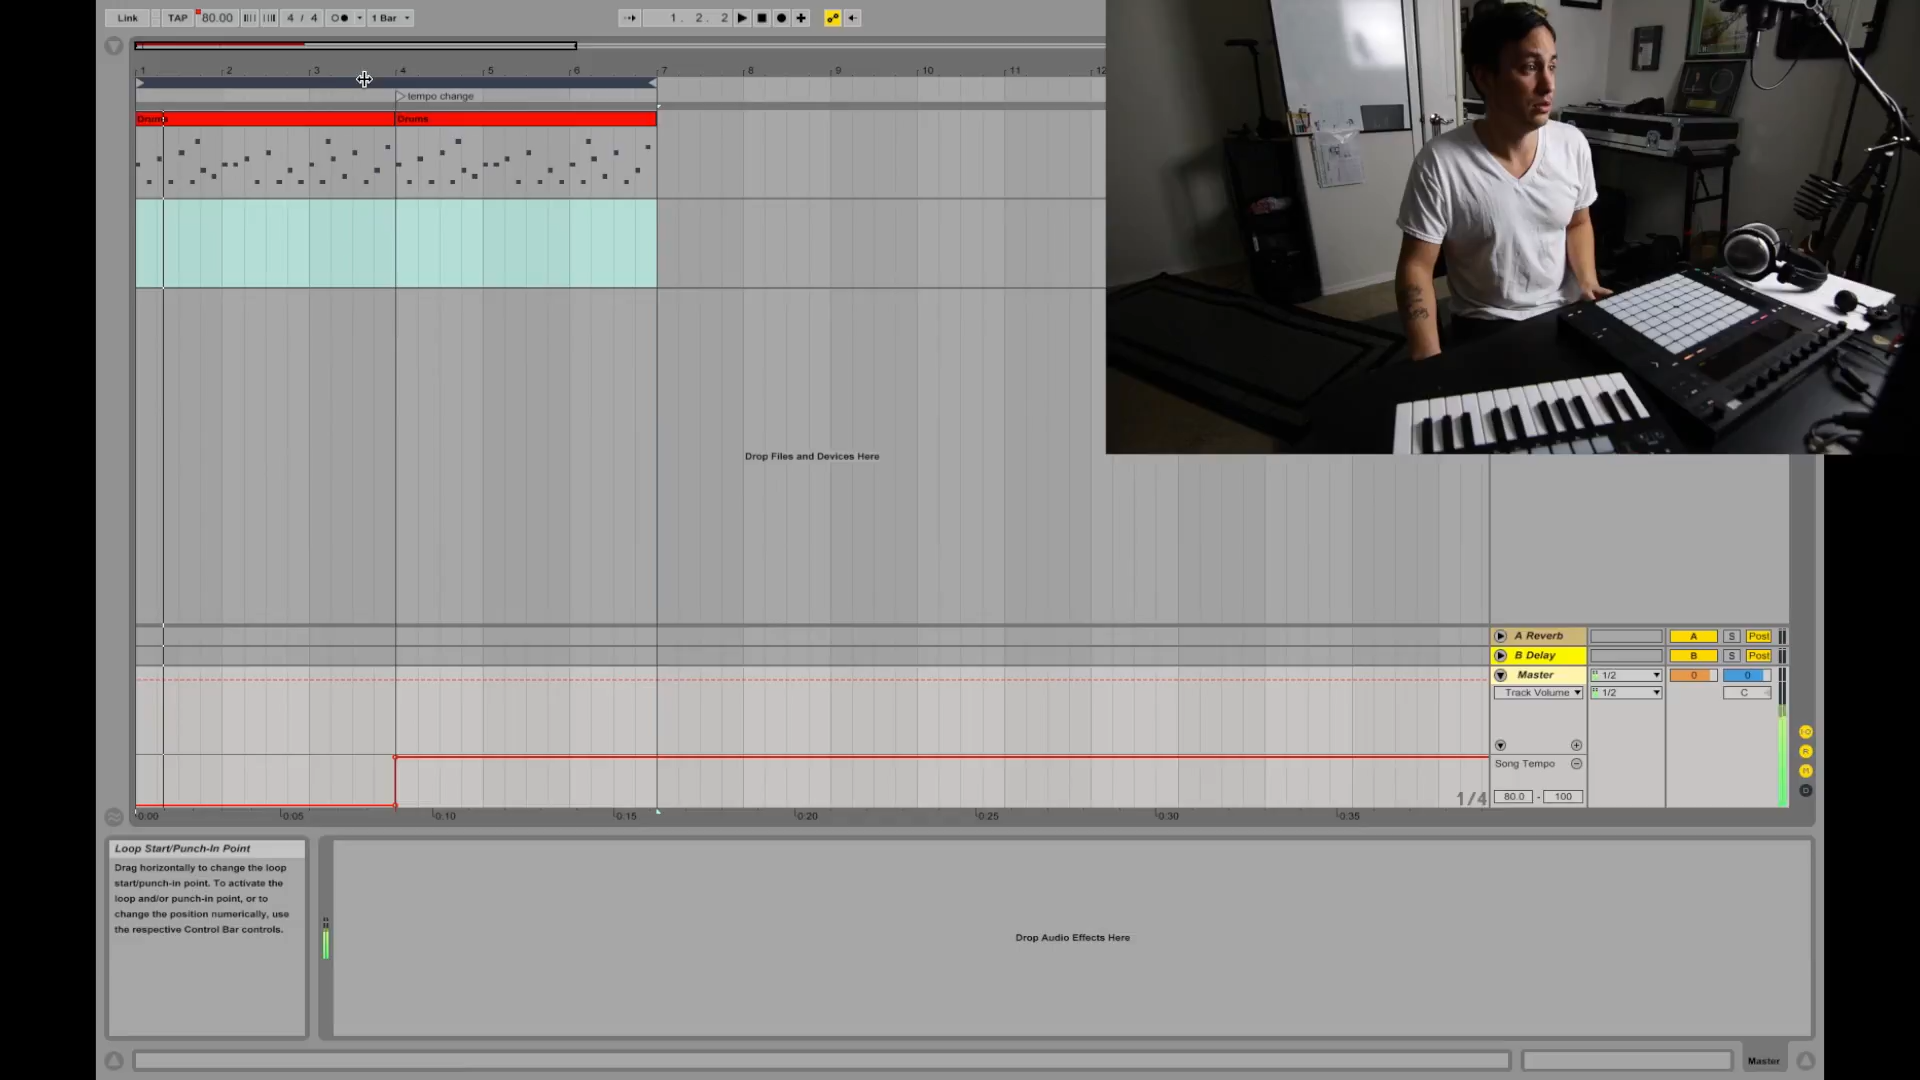 Link TAP 80.00 4 / 4 1 Bar 1. 2. 2
1 2 3 4 5 6 7 8 9 10 11 12
tempo change
Drums Drums
Drop Files and Devices Here
A Reverb A S Post
B Delay B S Post
Master 1/2 0 0
Track Volume 1/2 C
Song Tempo
1/4 80.0 - 100
0:00 0:05 0:10 0:15 0:20 0:25 0:30 0:35
Loop Start/Punch-In Point
Drag horizontally to change the loop
start/punch-in point. To activate the
loop and/or punch-in point, or to
change the position numerically, use
the respective Control Bar controls.
Drop Audio Effects Here
Master